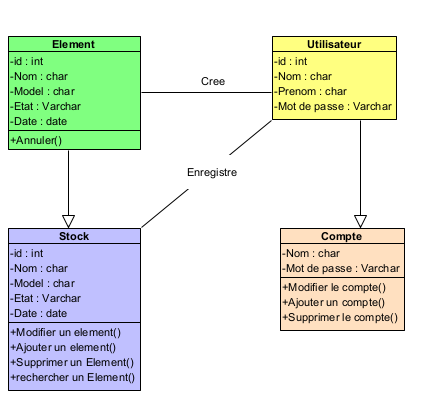 Element
-id : int
-Nom : char
-Model : char
-Etat : Varchar
-Date : date
+Annuler()
Cree
Utilisateur
-id : int
-Nom : char
-Prenom : char
-Mot de passe : Varchar
Enregistre
Stock
-id : int
-Nom : char
-Model : char
-Etat : Varchar
-Date : date
+Modifier un element()
+Ajouter un element()
+Supprimer un Element()
+rechercher un Element()
Compte
-Nom : char
-Mot de passe : Varchar
+Modifier le compte()
+Ajouter un compte()
+Supprimer le compte()